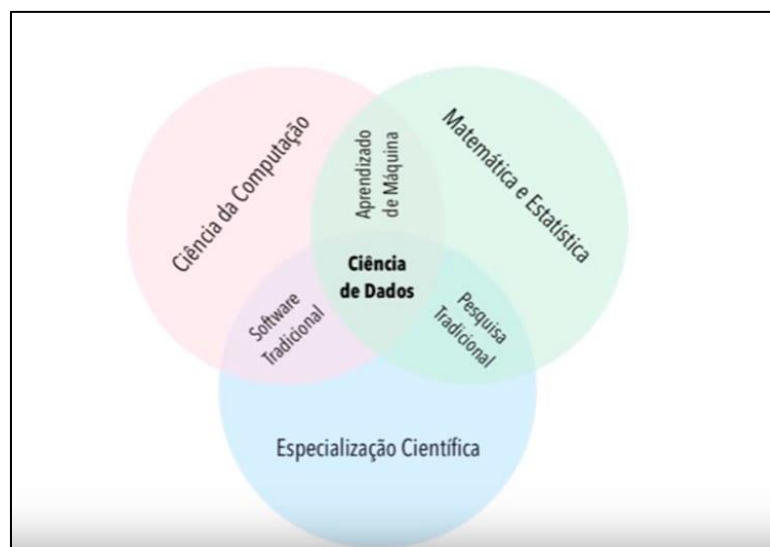 Ciência da Computação
Aprendizado
de Máquina
Matemática e Estatística
Ciência
de Dados
Software
Tradicional
Pesquisa
Tradicional
Especialização Científica